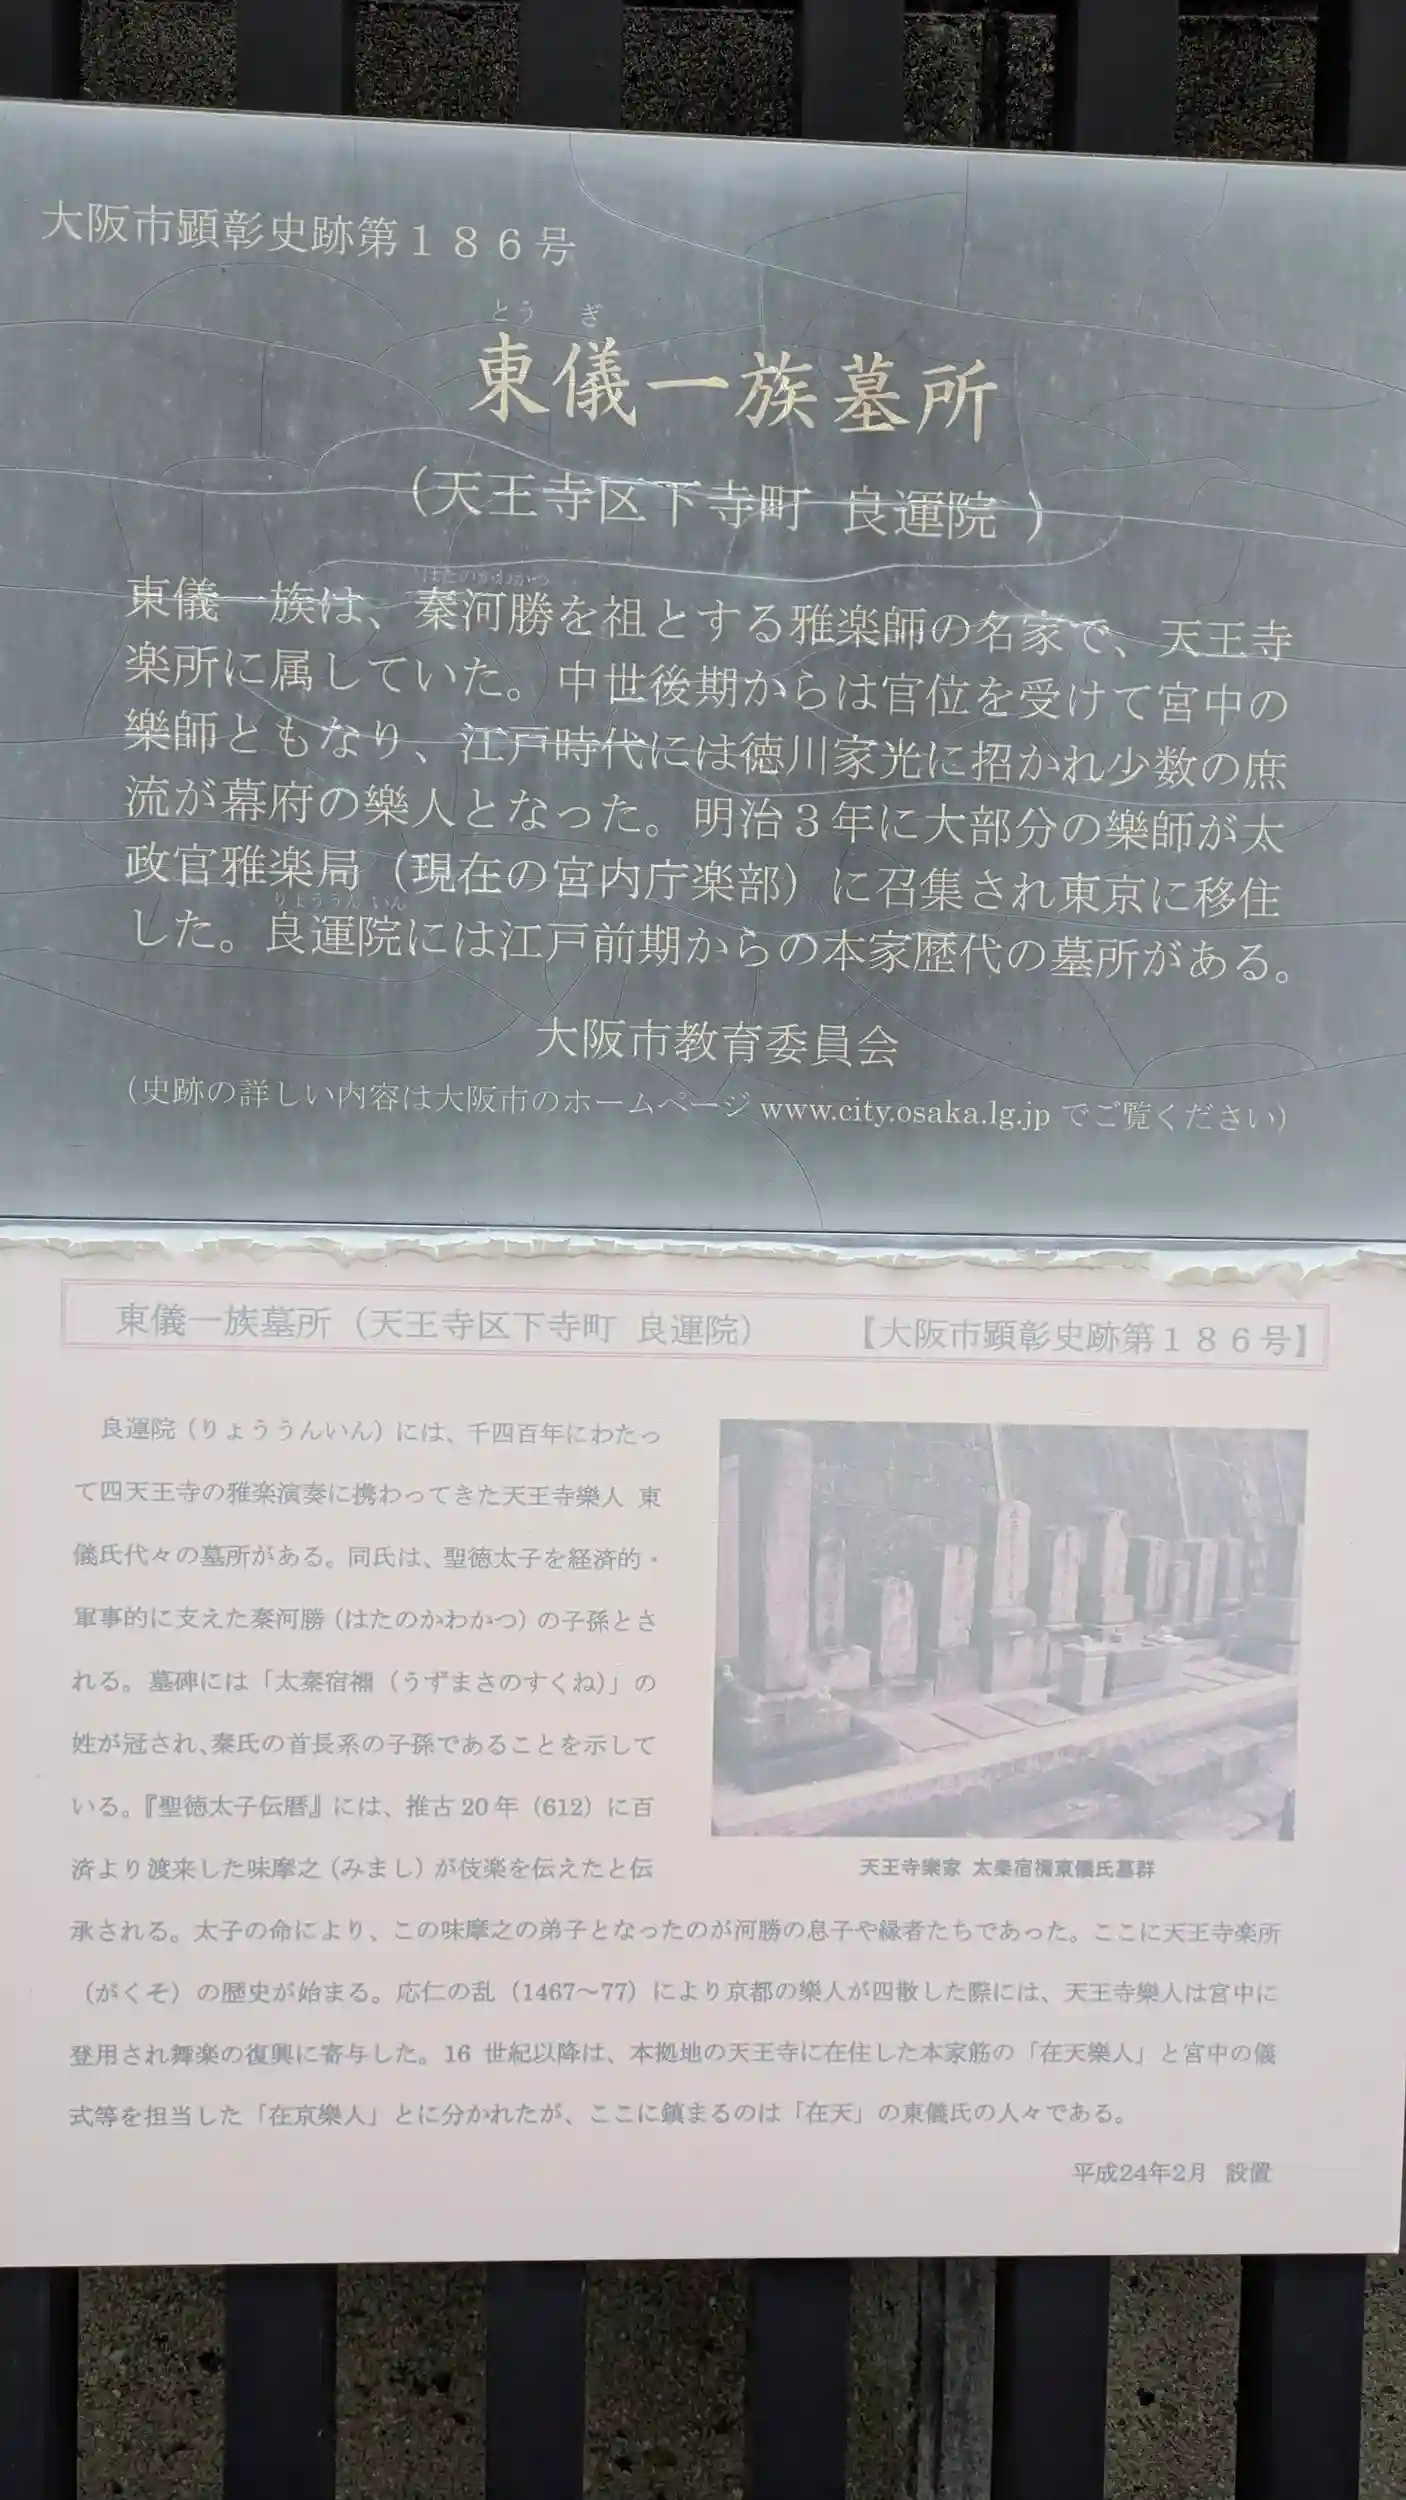 大阪市顕彰史跡第１８６号
とう ぎ
東儀一族墓所
（天王寺区下寺町 良運院 ）
はたのかわかつ
東儀一族は、秦河勝を祖とする雅楽師の名家で、天王寺
楽所に属していた。中世後期からは官位を受けて宮中の
樂師ともなり、江戸時代には徳川家光に招かれ少数の庶
流が幕府の樂人となった。明治３年に大部分の樂師が太
政官雅楽局（現在の宮内庁楽部）に召集され東京に移住
りょううん いん
した。良運院には江戸前期からの本家歴代の墓所がある。
大阪市教育委員会
（史跡の詳しい内容は大阪市のホームページ www.city.osaka.lg.jp でご覧ください）
東儀一族墓所（天王寺区下寺町 良運院） 【大阪市顕彰史跡第１８６号】
良運院（りょううんいん）には、千四百年にわたっ
て四天王寺の雅楽演奏に携わってきた天王寺樂人 東
儀氏代々の墓所がある。同氏は、聖徳太子を経済的・
軍事的に支えた秦河勝（はたのかわかつ）の子孫とさ
れる。墓碑には「太秦宿禰（うずまさのすくね）」の
姓が冠され、秦氏の首長系の子孫であることを示して
いる。『聖徳太子伝暦』には、推古 20 年（612）に百
済より渡来した味摩之（みまし）が伎楽を伝えたと伝
承される。太子の命により、この味摩之の弟子となったのが河勝の息子や縁者たちであった。ここに天王寺楽所
（がくそ）の歴史が始まる。応仁の乱（1467～77）により京都の樂人が四散した際には、天王寺樂人は宮中に
登用され舞楽の復興に寄与した。16 世紀以降は、本拠地の天王寺に在住した本家筋の「在天樂人」と宮中の儀
式等を担当した「在京樂人」とに分かれたが、ここに鎮まるのは「在天」の東儀氏の人々である。
天王寺樂家 太秦宿禰東儀氏墓群
平成24年2月 設置